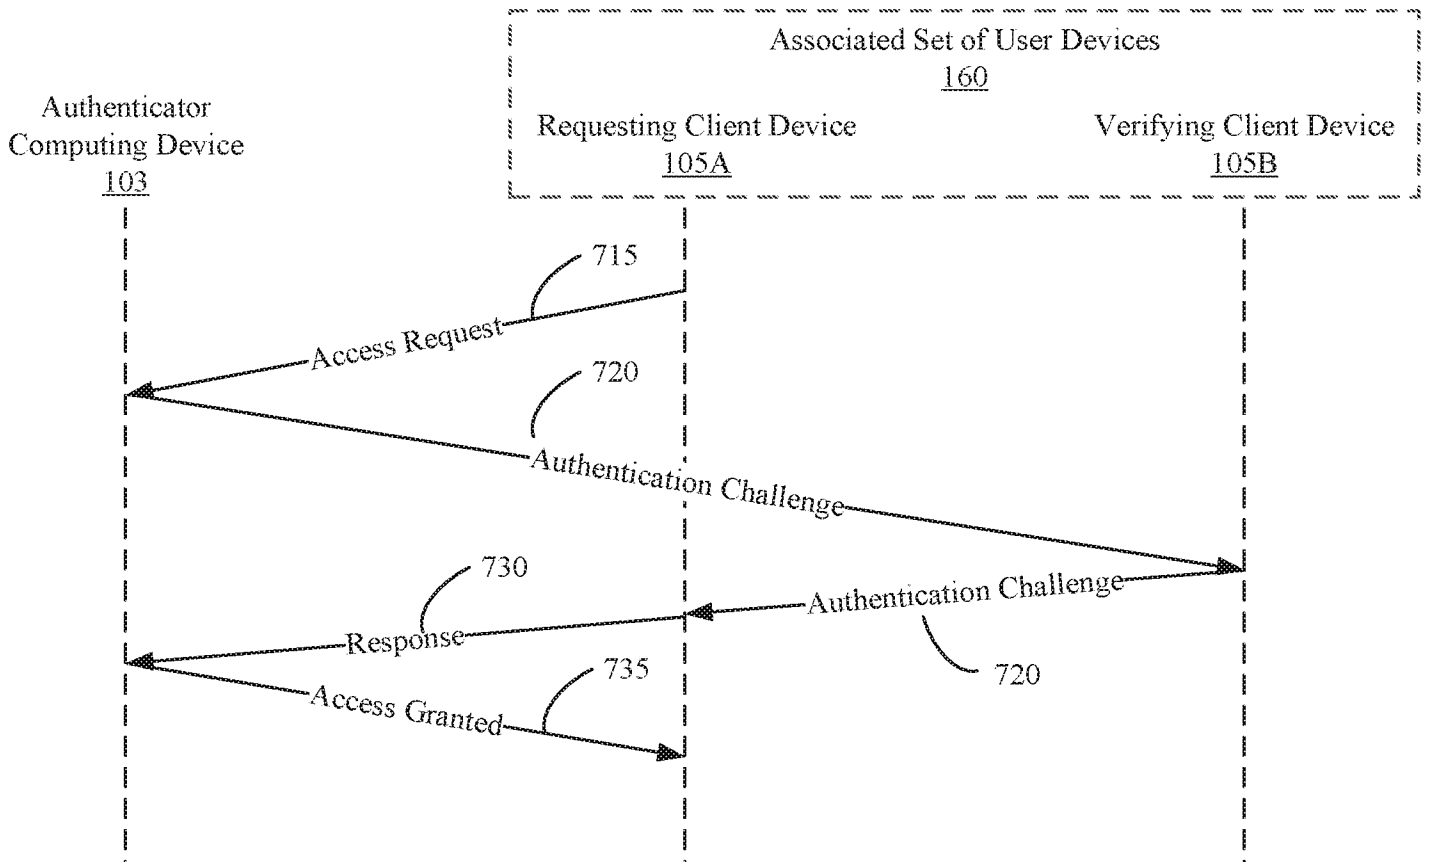 Associated Set of User Devices
160
Authenticator
Computing Device
103
Requesting Client Device
105A
Verifying Client Device
105B
715
Access Request
720
Authentication Challenge
730
Authentication Challenge
Response
735
720
Access Granted